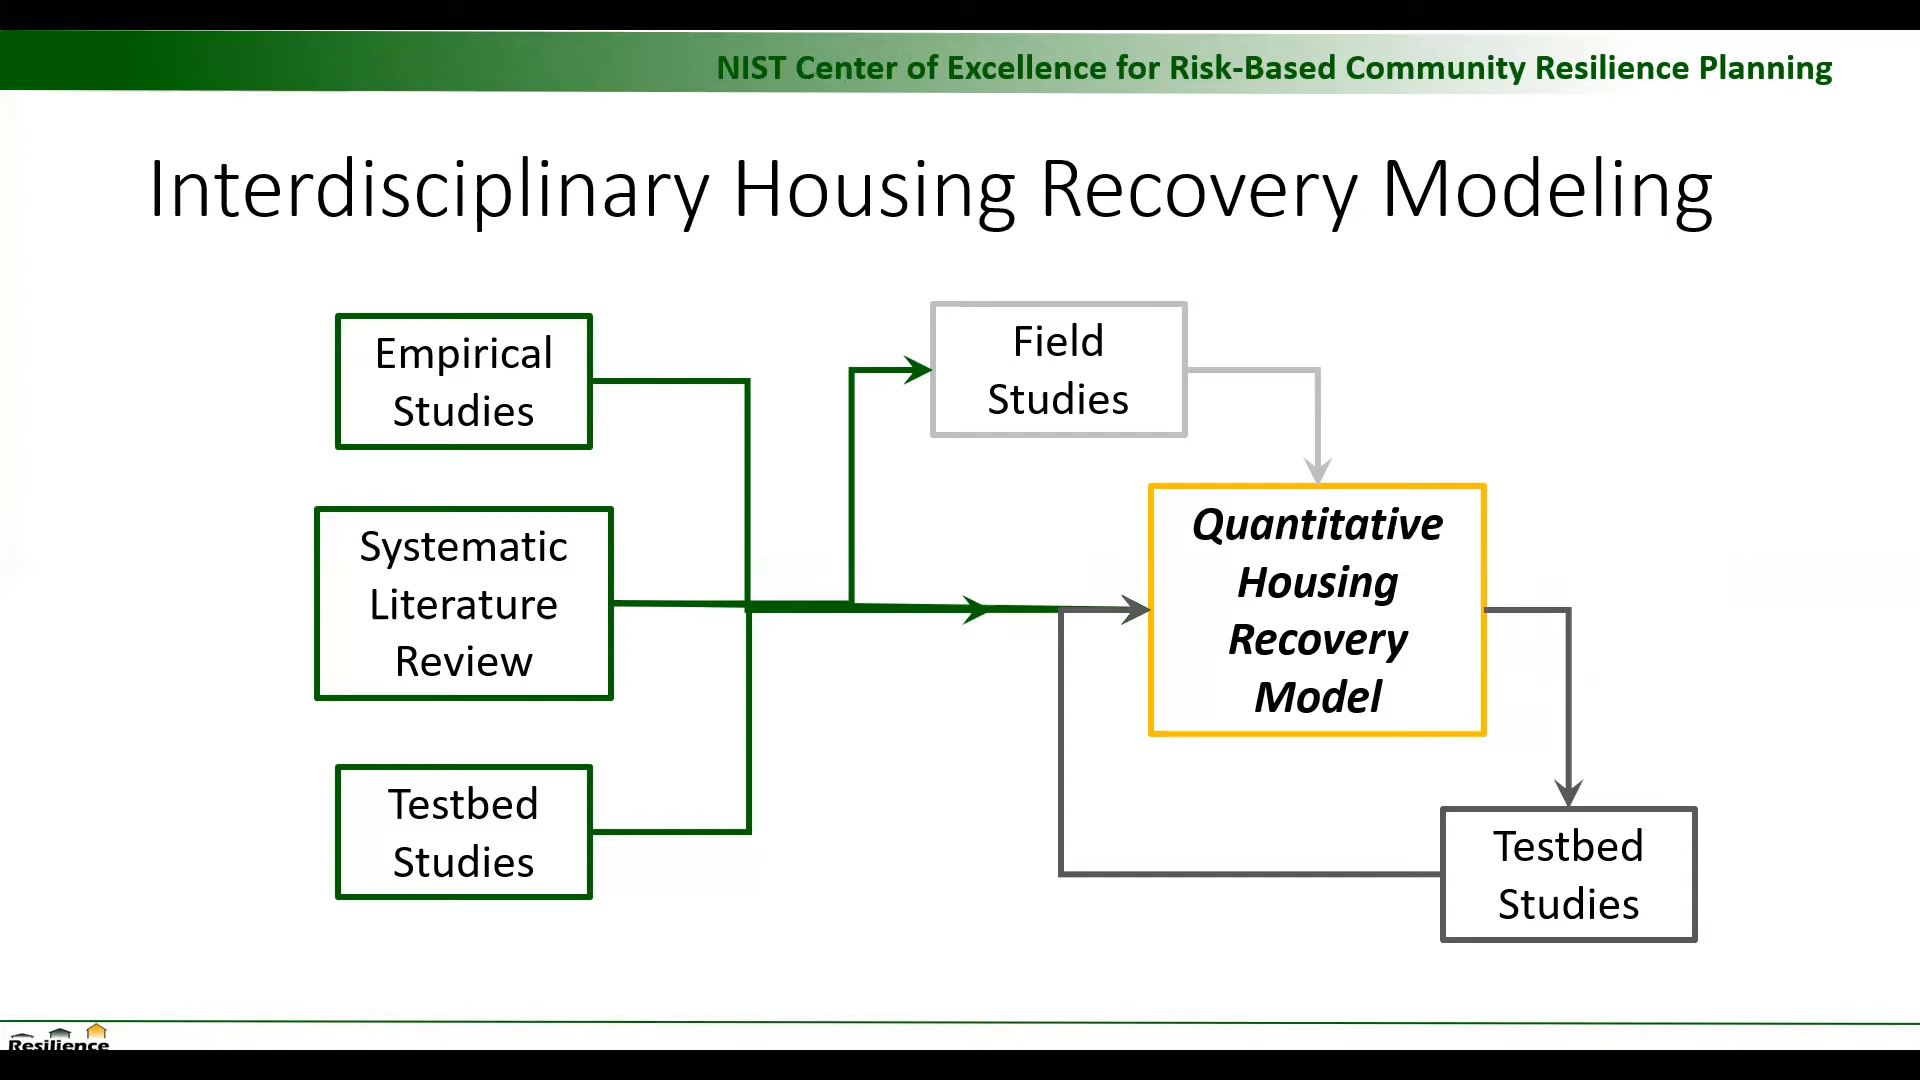 NIST Center of Excellence for Risk-Based Community Resilience Planning
Interdisciplinary Housing Recovery Modeling
Empirical
Studies
Field
Studies
Systematic
Literature
Review
Quantitative
Housing
Recovery
Model
Testbed
Studies
Testbed
Studies
Resilience